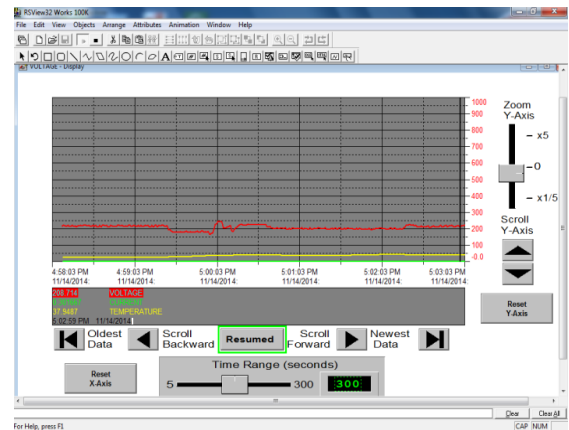 RSView32 Works 100K
File Edit View Objects Arrange Attributes Animation Window Help
VOLTAGE - Display
1000
900
800
700
600
500
400
300
200
100
-0 0
Zoom
Y-Axis
x5
0
x1/5
Scroll
Y-Axis
Reset
Y-Axis
4:58:03 PM 4:59:03 PM 5:00:03 PM 5:01:03 PM 5:02:03 PM 5:03:03 PM
11/14/2014 11/14/2014 11/14/2014 11/14/2014 11/14/2014 11/14/2014
208.714 VOLTAGE
CURRENT
37.9487 TEMPERATURE
5:02:59 PM 11/14/2014
Oldest Data
Scroll Backward
Resumed
Scroll Forward
Newest Data
Reset
X-Axis
Time Range (seconds)
5 300 300
Clear Clear All
For Help, press F1 CAP NUM